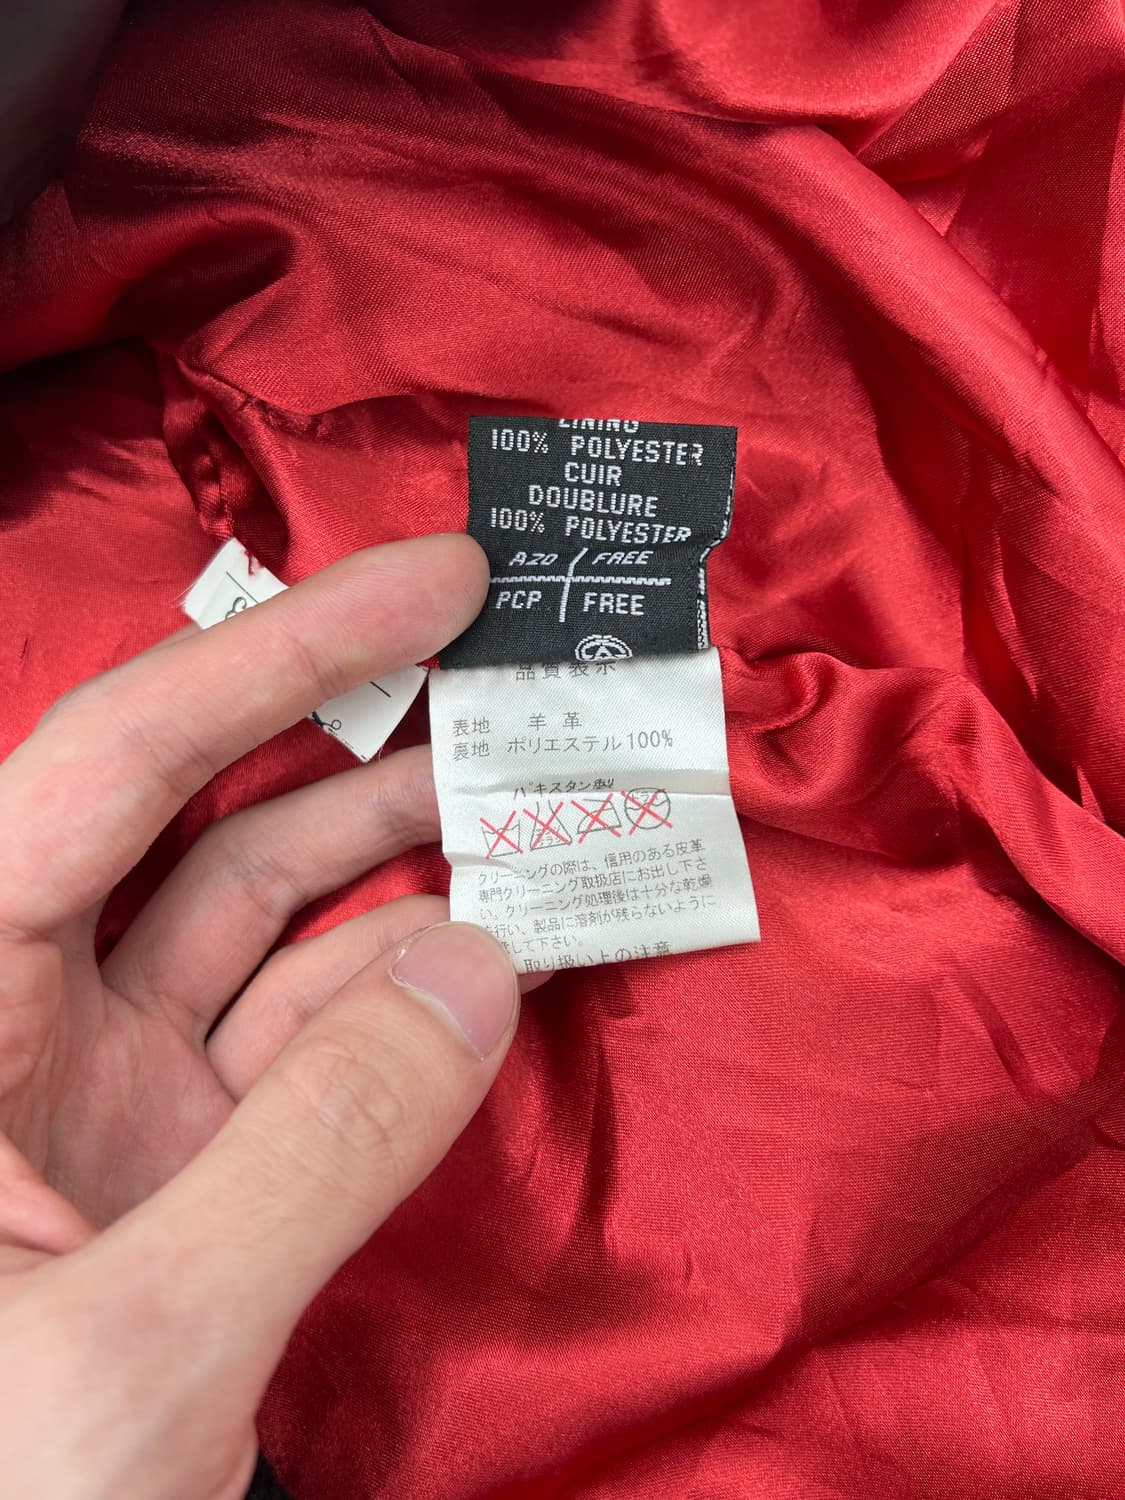 LINING
100% POLYESTER
CUIR
DOUBLURE
100% POLYESTER
AZO FREE
PCP FREE
品質表示
表地 羊革
裏地 ポリエステル100%
パキスタン製
クリーニングの際は、信用のある皮革
専門クリーニング取扱店にお出し下さ
い。クリーニング処理後は十分な乾燥
を行い、製品に溶剤が残らないように
して下さい。
取り扱い上の注意